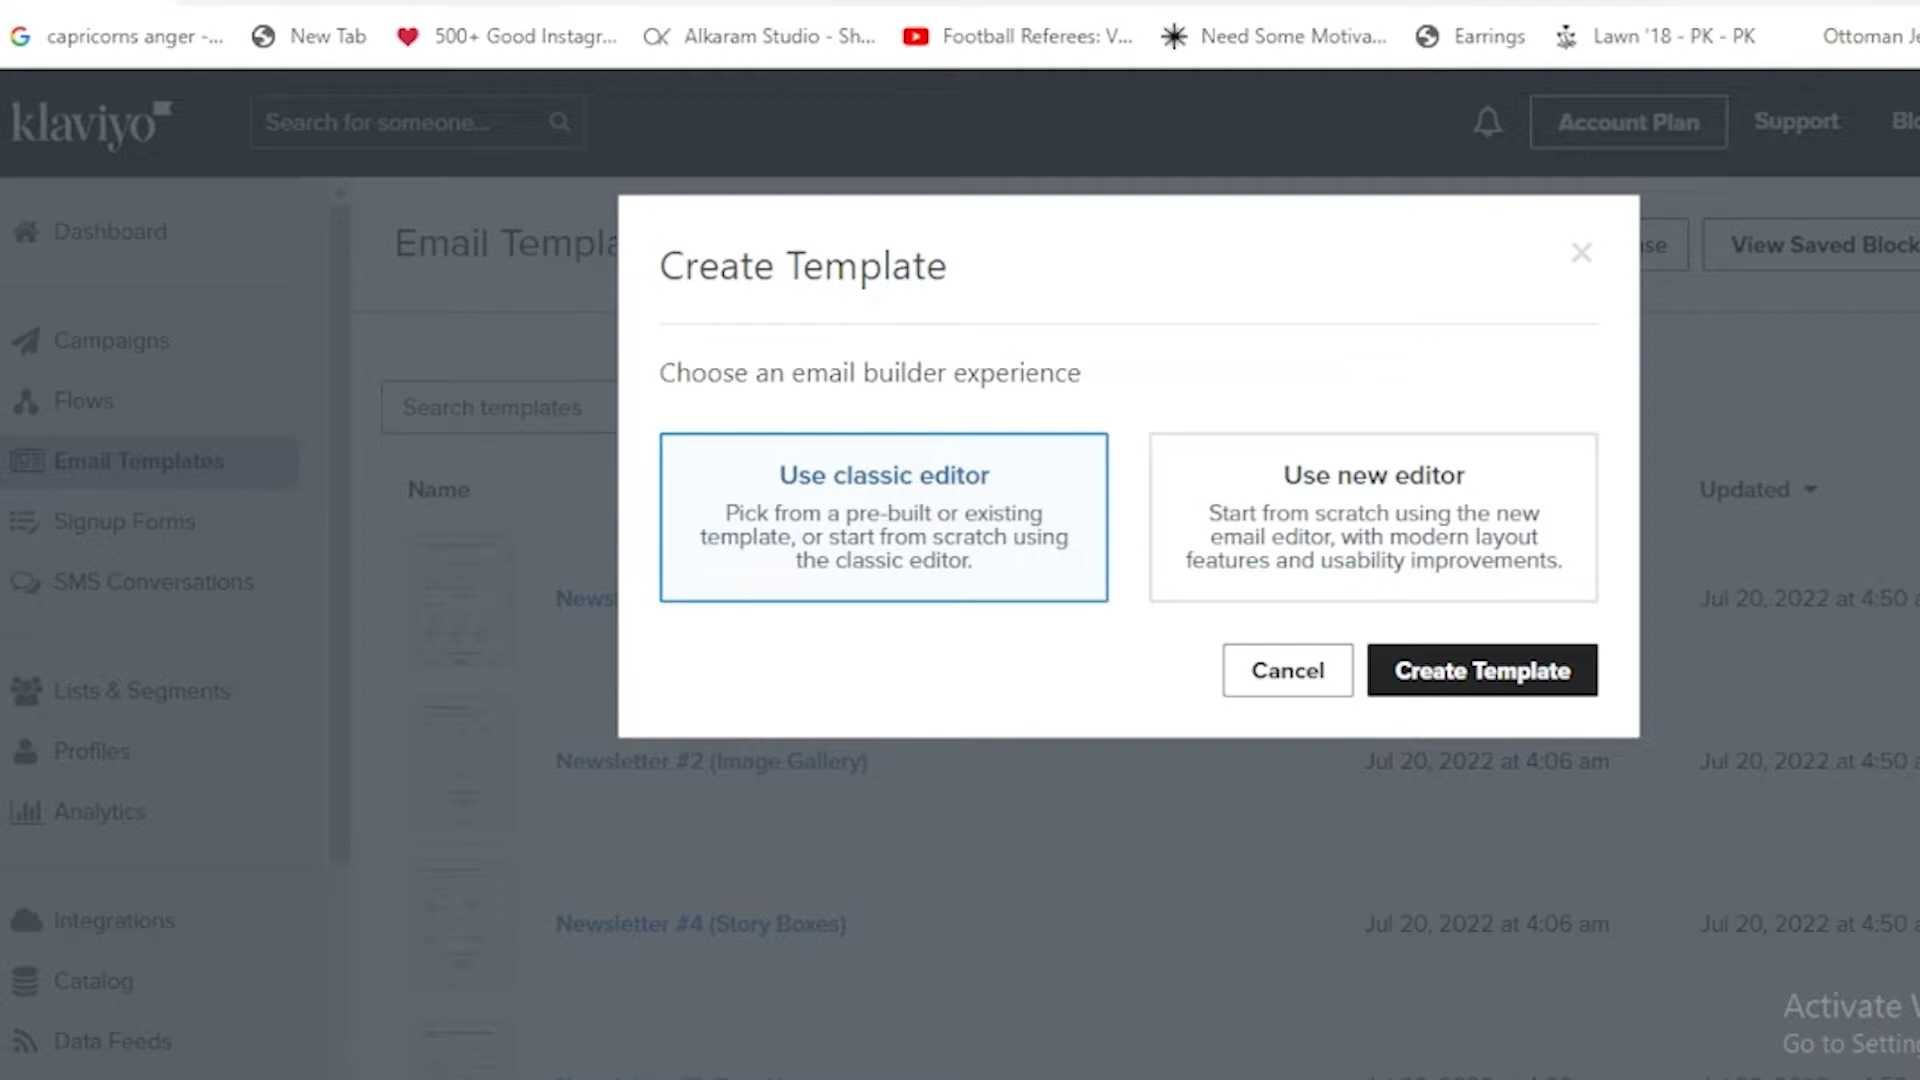 capricorns anger -...
New Tab
500+ Good Instagr...
Alkaram Studio - Sh...
Football Referees: V...
Need Some Motiva...
Earrings
Lawn '18 - PK - PK
Ottoman Je
klaviyo
Search for someone...
Account Plan
Support
Blo
Dashboard
Campaigns
Flows
Email Templates
Signup Forms
SMS Conversations
Lists & Segments
Profiles
Analytics
Integrations
Catalog
Data Feeds
Email Templa
se
View Saved Block
Search templates
Name
Updated
Create Template
×
Choose an email builder experience
Use classic editor
Pick from a pre-built or existing
template, or start from scratch using
the classic editor.
Use new editor
Start from scratch using the new
email editor, with modern layout
features and usability improvements.
Cancel
Create Template
News
Jul 20, 2022 at 4:50 a
Newsletter #2 (Image Gallery)
Jul 20, 2022 at 4:06 am
Jul 20, 2022 at 4:50 a
Newsletter #4 (Story Boxes)
Jul 20, 2022 at 4:06 am
Jul 20, 2022 at 4:50 a
Activate W
Go to Setting